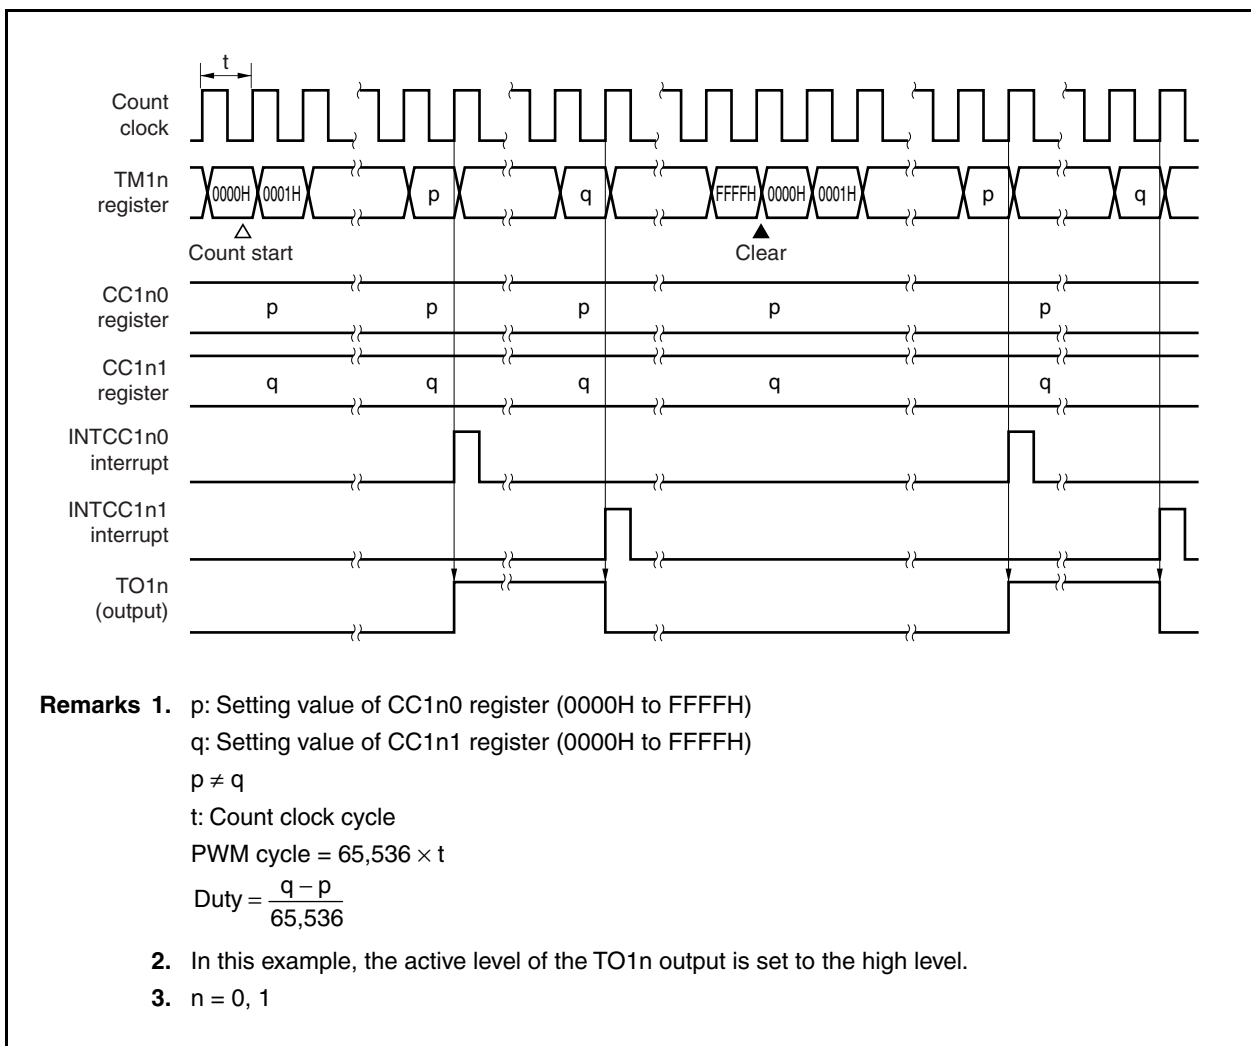 t
Count
clock
TM1n
register
0000H 0001H p q FFFFH 0000H 0001H p q
Count start Clear
CC1n0
register
p p p p p
CC1n1
register
q q q q q
INTCC1n0
interrupt
INTCC1n1
interrupt
TO1n
(output)
Remarks 1. p: Setting value of CC1n0 register (0000H to FFFFH)
q: Setting value of CC1n1 register (0000H to FFFFH)
p ≠ q
t: Count clock cycle
PWM cycle = 65,536 × t
Duty = q – p
65,536
2. In this example, the active level of the TO1n output is set to the high level.
3. n = 0, 1